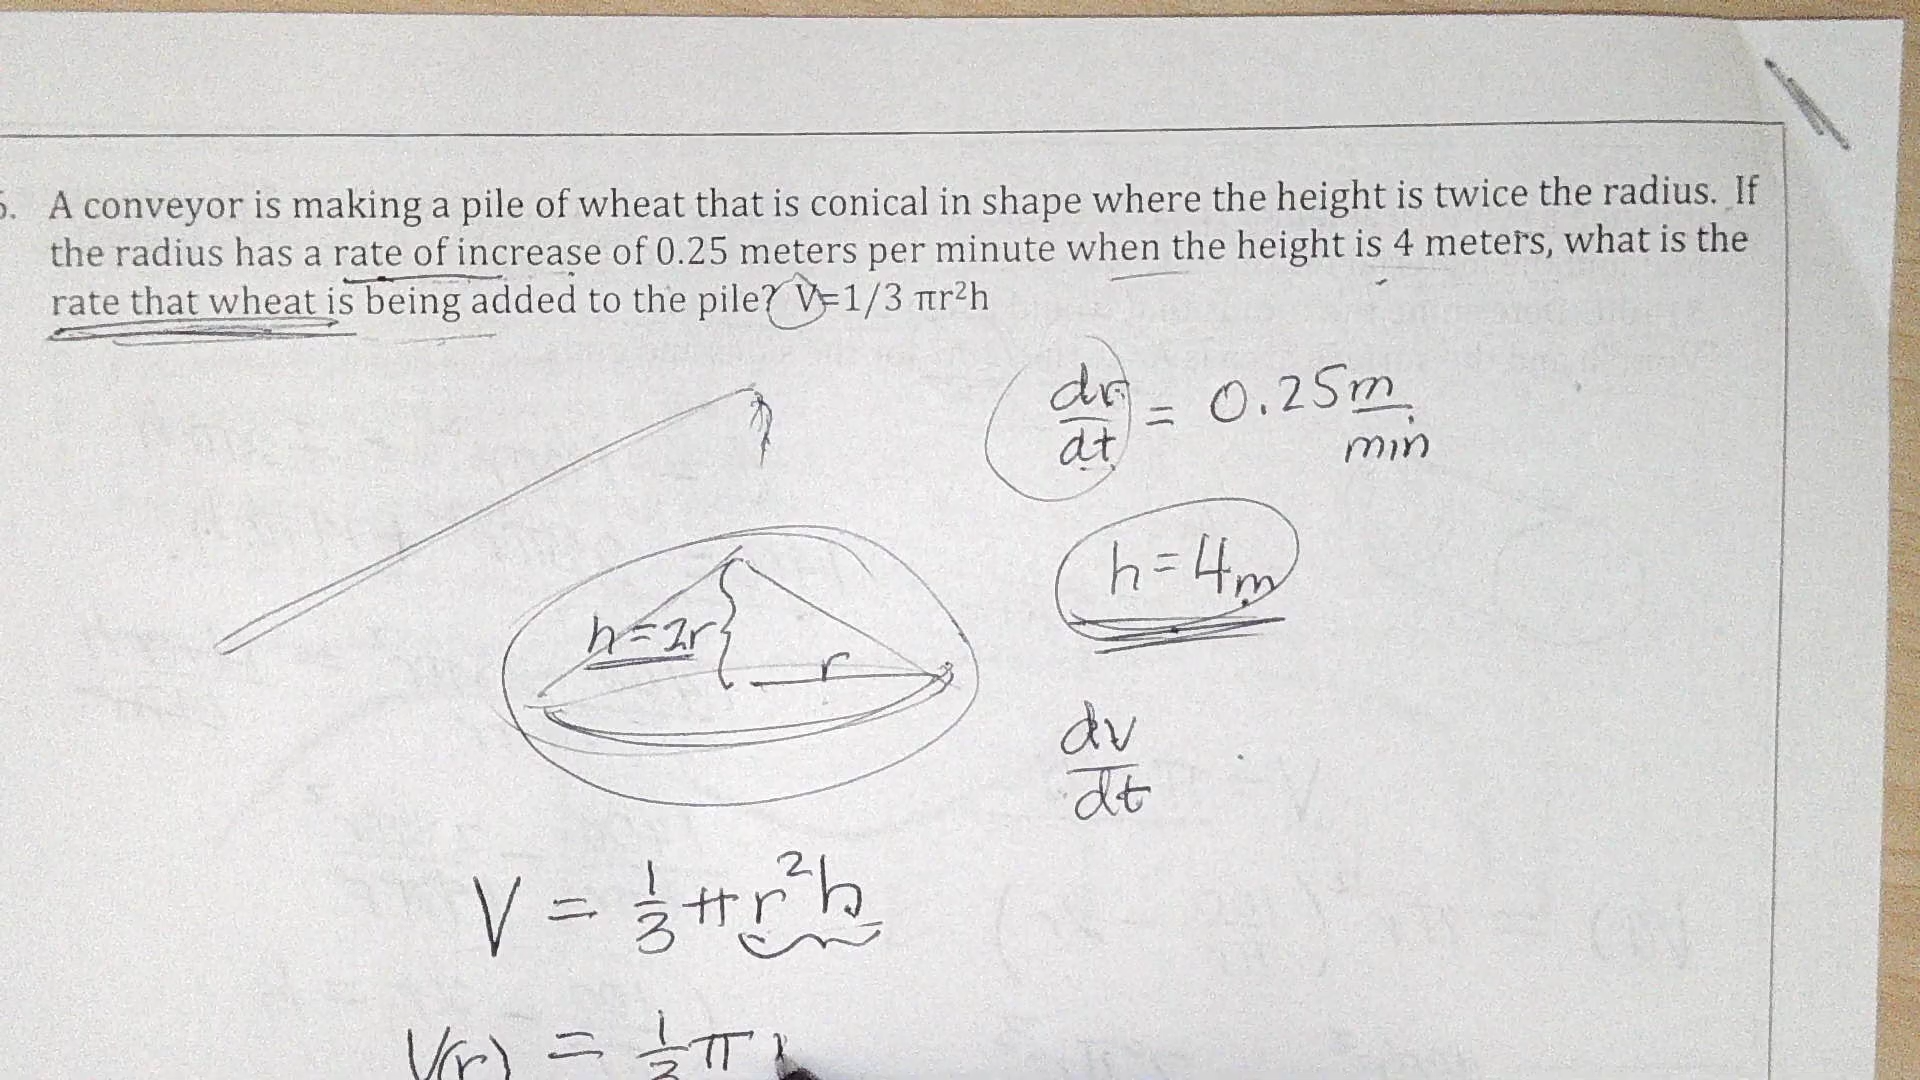 5. A conveyor is making a pile of wheat that is conical in shape where the height is twice the radius. If
the radius has a rate of increase of 0.25 meters per minute when the height is 4 meters, what is the
rate that wheat is being added to the pile? V=1/3 πr²h
dr/dt = 0.25 m/min
h=4m
h=2r
r
dv/dt
V = 1/3 πr²h
V(r) = 1/3 π